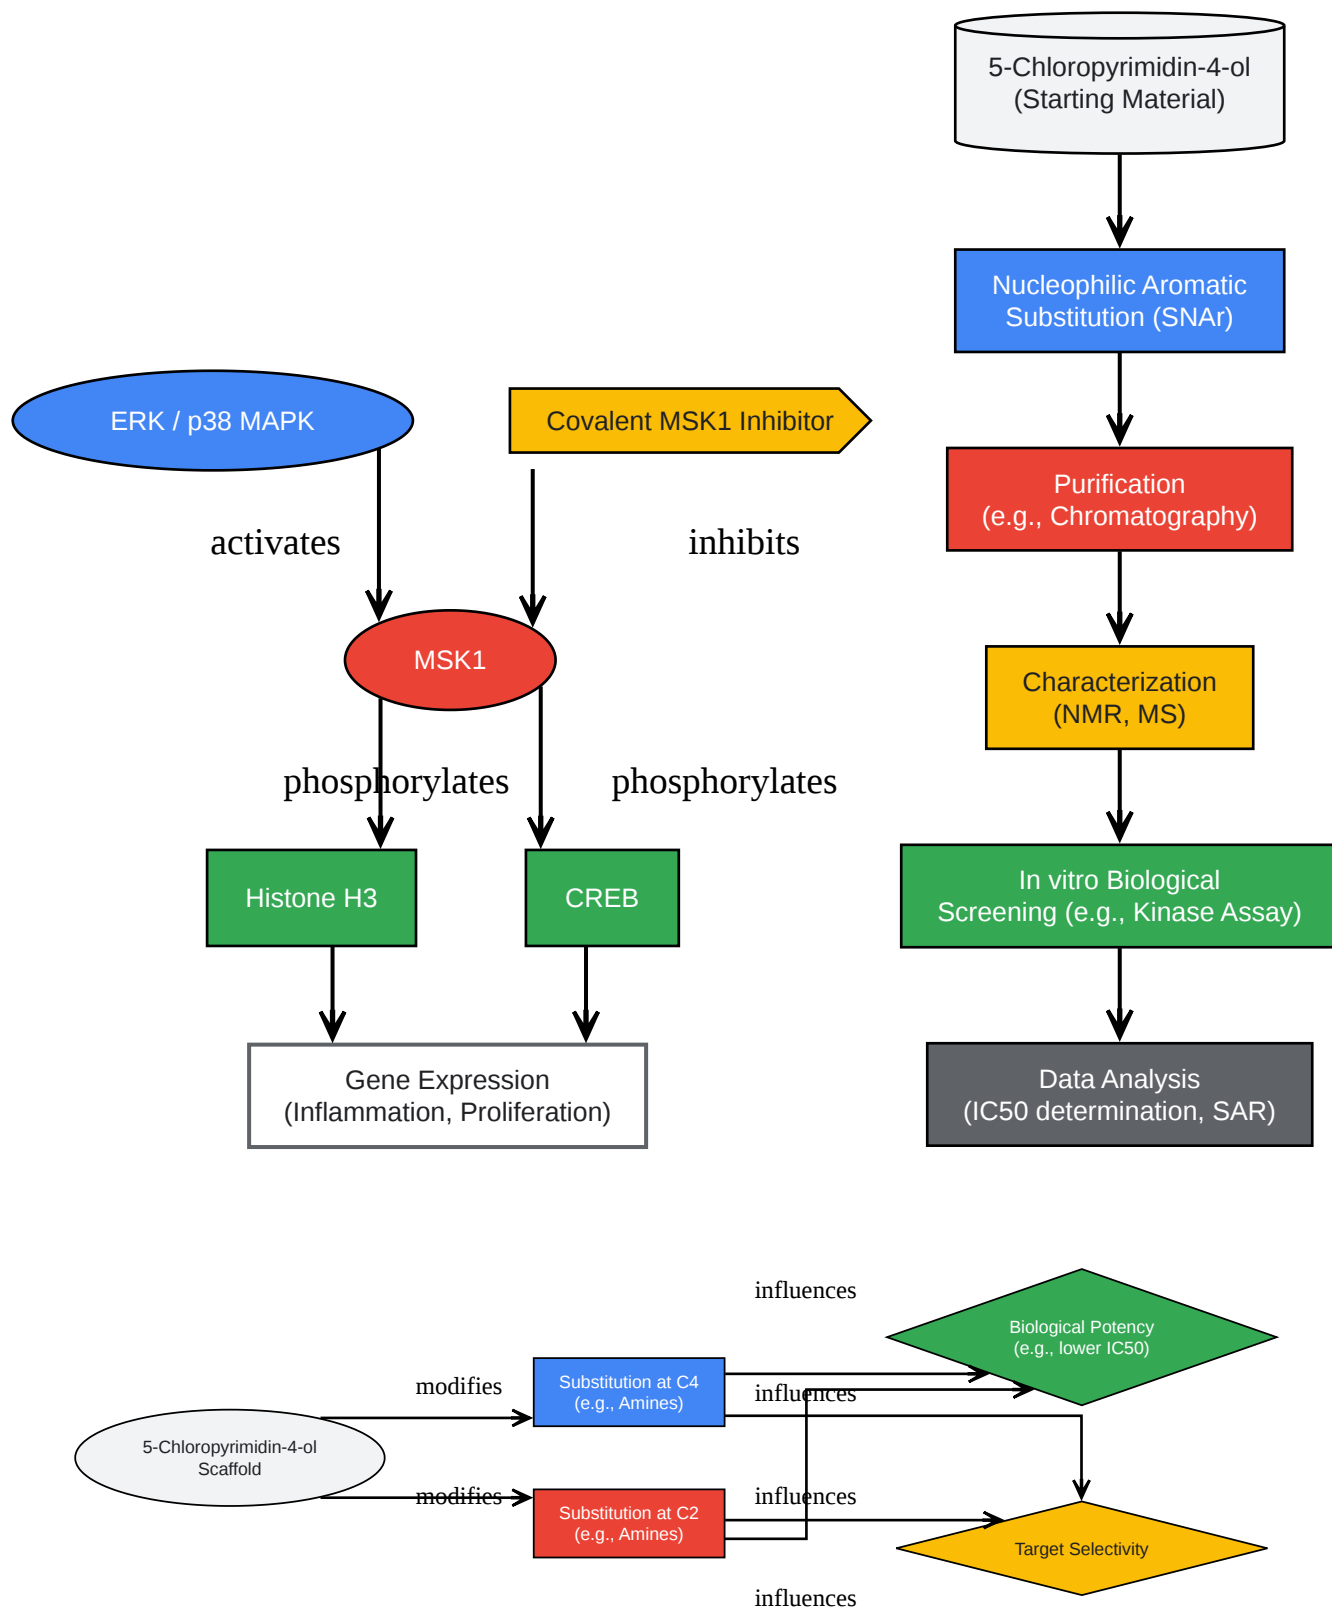 5-Chloropyrimidin-4-ol
(Starting Material)
Nucleophilic Aromatic
Substitution (SNAr)
Purification
(e.g., Chromatography)
Characterization
(NMR, MS)
In vitro Biological
Screening (e.g., Kinase Assay)
Data Analysis
(IC50 determination, SAR)
ERK / p38 MAPK
Covalent MSK1 Inhibitor
activates
inhibits
MSK1
phosphorylates
phosphorylates
Histone H3
CREB
Gene Expression
(Inflammation, Proliferation)
5-Chloropyrimidin-4-ol
Scaffold
modifies
modifies
Substitution at C4
(e.g., Amines)
Substitution at C2
(e.g., Amines)
influences
influences
influences
influences
Biological Potency
(e.g., lower IC50)
Target Selectivity